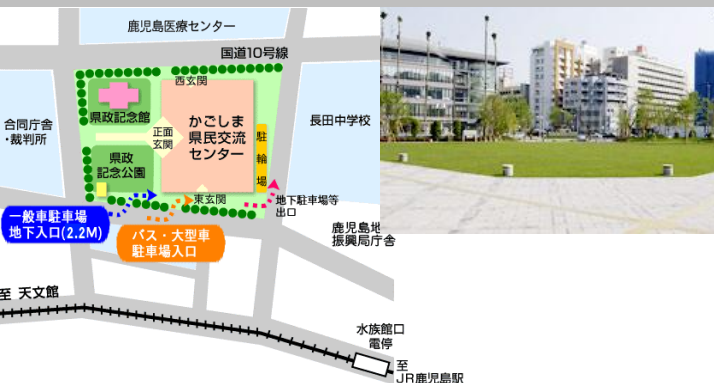 鹿児島医療センター
国道10号線
西玄関
県政記念館
合同庁舎
・裁判所
正面
玄関
かごしま
県民交流
センター
駐
輪
場
長田中学校
県政
記念公園
東玄関
地下駐車場等
出口
一般車駐車場
地下入口(2.2M)
バス・大型車
駐車場入口
鹿児島地
振興局庁舎
至 天文館
水族館口
電停
至
JR鹿児島駅